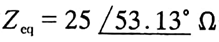 Z_eq = 25 /53.13° Ω